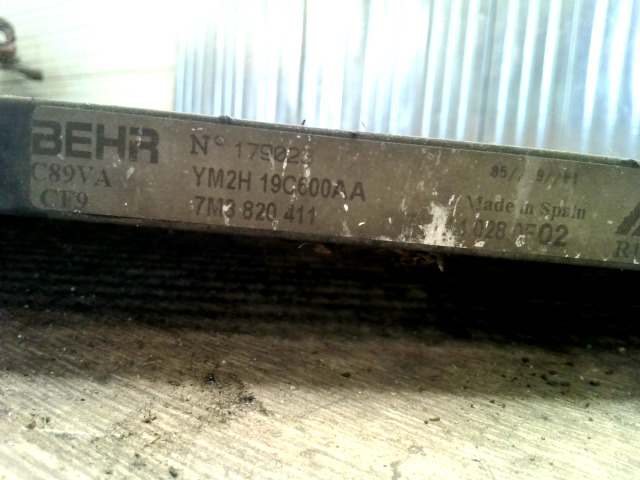 BEHR
C89VA
CF9
N° 179023
YM2H 19C600AA
7M3 820 411
Made in Spain